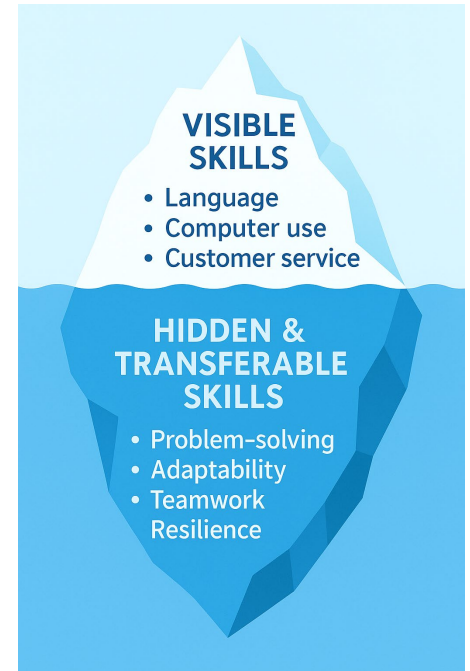 VISIBLE
SKILLS
• Language
• Computer use
• Customer service
HIDDEN &
TRANSFERABLE
SKILLS
• Problem-solving
• Adaptability
• Teamwork
Resilience